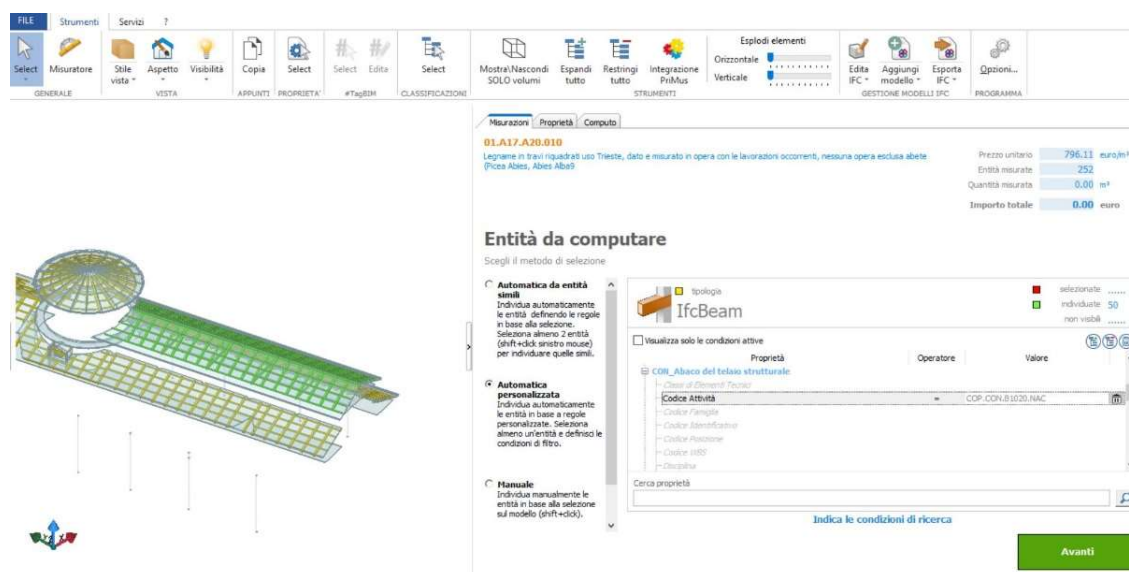 FILE Strumenti Servizi ?
Select Misuratore Stile vista Aspetto Visibilità Copia Select Select Edita Select Mostra\Nascondi SOLO volumi Espandi tutto Restringi tutto Integrazione PriMus
Esplodi elementi
Orizzontale
Verticale
Edita IFC Aggiungi modello Esporta IFC Opzioni...
GENERALE VISTA APPUNTI PROPRIETA' #TagBIM CLASSIFICAZIONI STRUMENTI GESTIONE MODELLI IFC PROGRAMMA
Misurazioni Proprietà Computo
01.A17.A20.010
Legname in travi riquadrati uso Trieste, dato e misurato in opera con le lavorazioni occorrenti, nessuna opera esclusa abete
(Picea Abies, Abies Alba9
Prezzo unitario 796.11 euro/m³
Entità misurate 252
Quantità misurata 0.00 m³
Importo totale 0.00 euro
Entità da computare
Scegli il metodo di selezione
Automatica da entità
simili
Individua automaticamente
le entità definendo le regole
in base alla selezione.
Seleziona almeno 2 entità
(shift+click sinistro mouse)
per individuare quelle simili.
Automatica
personalizzata
Individua automaticamente
le entità in base a regole
personalizzate. Seleziona
almeno un'entità e definisci le
condizioni di filtro.
Manuale
Individua manualmente le
entità in base alla selezione
sul modello (shift+click).
tipologia
IfcBeam
selezionate ......
individuate 50
non visibili ......
Visualizza solo le condizioni attive
Proprietà Operatore Valore
CON_Abaco del telaio strutturale
Classi di Elementi Tecnici
Codice Attività = COP.CON.B1020.NAC
Codice Famiglia
Codice Identificativo
Codice Posizione
Codice WBS
Disciplina
Cerca proprietà
Indica le condizioni di ricerca
Avanti